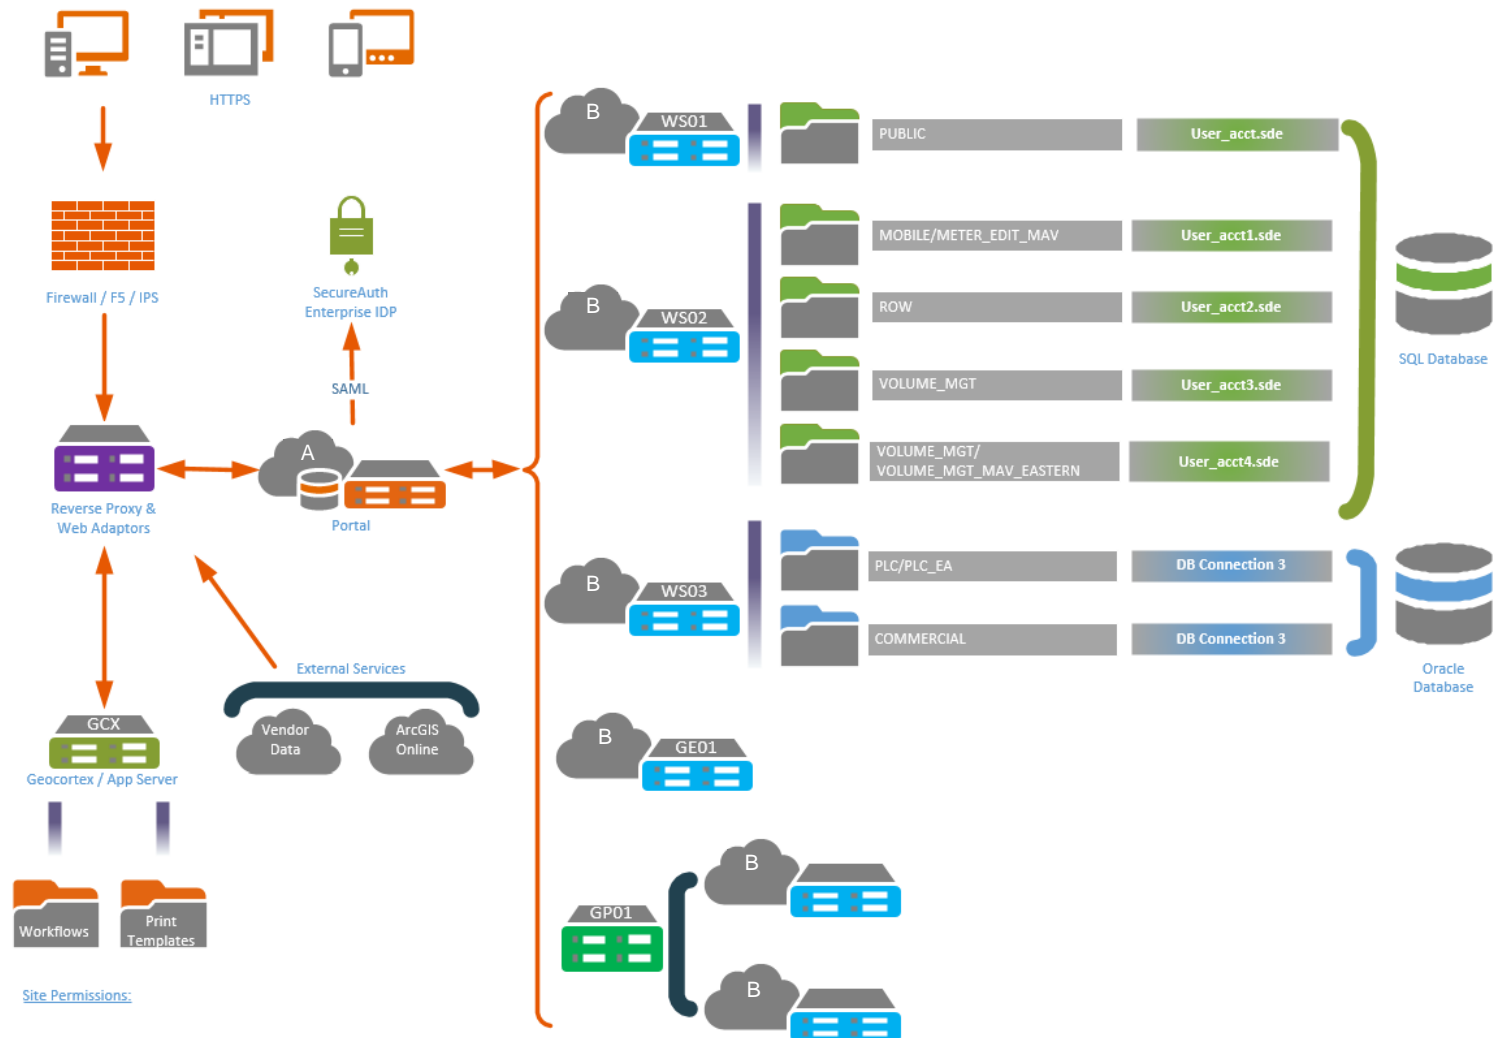 HTTPS
Firewall / F5 / IPS
SecureAuth
Enterprise IDP
SAML
A
Portal
Reverse Proxy &
Web Adaptors
External Services
Vendor
Data
ArcGIS
Online
GCX
Geocortex / App Server
Workflows
Print
Templates
Site Permissions:
B
WS01
PUBLIC
User_acct.sde
B
WS02
MOBILE/METER_EDIT_MAV
User_acct1.sde
ROW
User_acct2.sde
VOLUME_MGT
User_acct3.sde
VOLUME_MGT/
VOLUME_MGT_MAV_EASTERN
User_acct4.sde
SQL Database
B
WS03
PLC/PLC_EA
DB Connection 3
COMMERCIAL
DB Connection 3
Oracle
Database
B
GE01
GP01
B
B